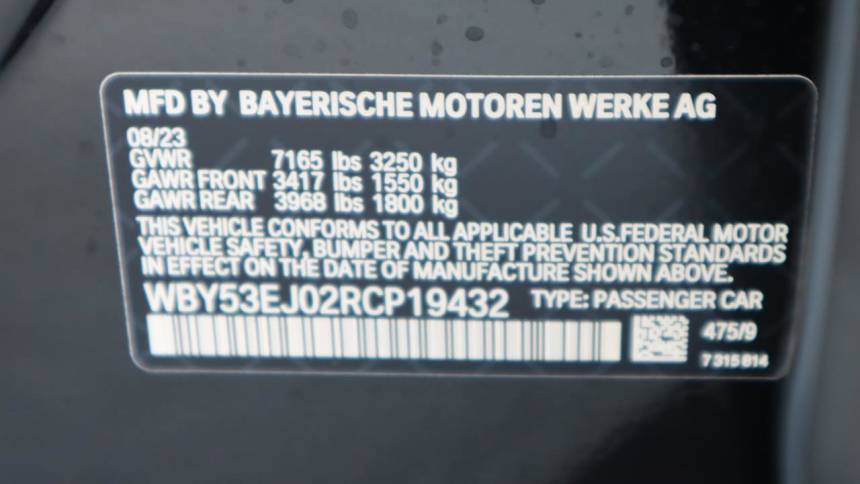 MFD BY BAYERISCHE MOTOREN WERKE AG
08/23
GVWR 7165 lbs 3250 kg
GAWR FRONT 3417 lbs 1550 kg
GAWR REAR 3968 lbs 1800 kg
THIS VEHICLE CONFORMS TO ALL APPLICABLE U.S.FEDERAL MOTOR
VEHICLE SAFETY, BUMPER AND THEFT PREVENTION STANDARDS
IN EFFECT ON THE DATE OF MANUFACTURE SHOWN ABOVE.
WBY53EJ02RCP19432 TYPE: PASSENGER CAR
475/9
7 315 814